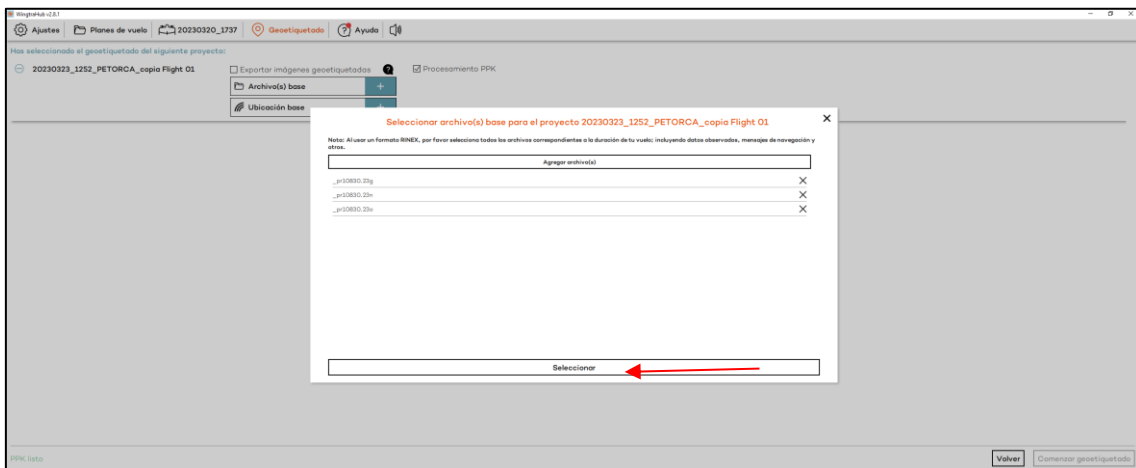 WingtraHub v2.8.1
Ajustes Planes de vuelo 20230320_1737 Geoetiquetado ? Ayuda
Has seleccionado el geoetiquetado del siguiente proyecto:
20230323_1252_PETORCA_copia Flight 01 Exportar imágenes geoetiquetadas ? Procesamiento PPK
Archivo(s) base +
Ubicación base +
Seleccionar archivo(s) base para el proyecto 20230323_1252_PETORCA_copia Flight 01
Nota: Al usar un formato RINEX, por favor selecciona todos los archivos correspondientes a la duración de tu vuelo; incluyendo datos observados, mensajes de navegación y
otros.
Agregar archivo(s)
_pr10830.23g
_pr10830.23n
_pr10830.23o
Seleccionar
PPK listo
Volver Comenzar geoetiquetado